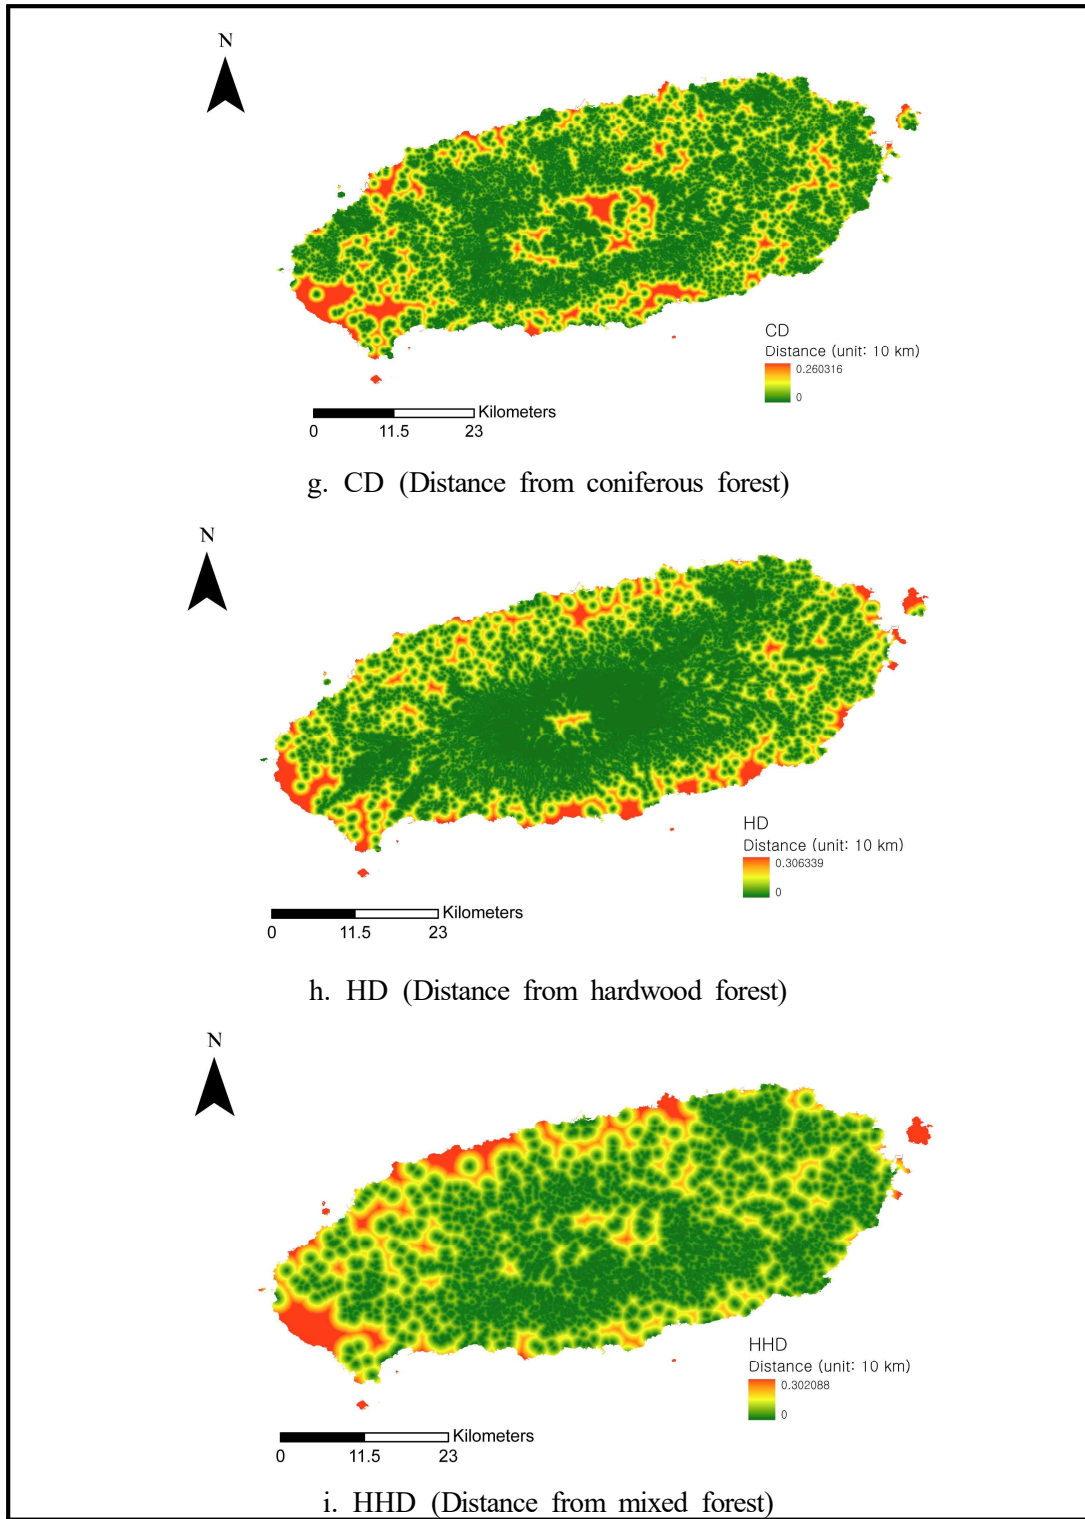 N
CD
Distance (unit: 10 km)
0.260316
0
Kilometers
0 11.5 23
g. CD (Distance from coniferous forest)
N
HD
Distance (unit: 10 km)
0.306339
0
Kilometers
0 11.5 23
h. HD (Distance from hardwood forest)
N
HHD
Distance (unit: 10 km)
0.302088
0
Kilometers
0 11.5 23
i. HHD (Distance from mixed forest)